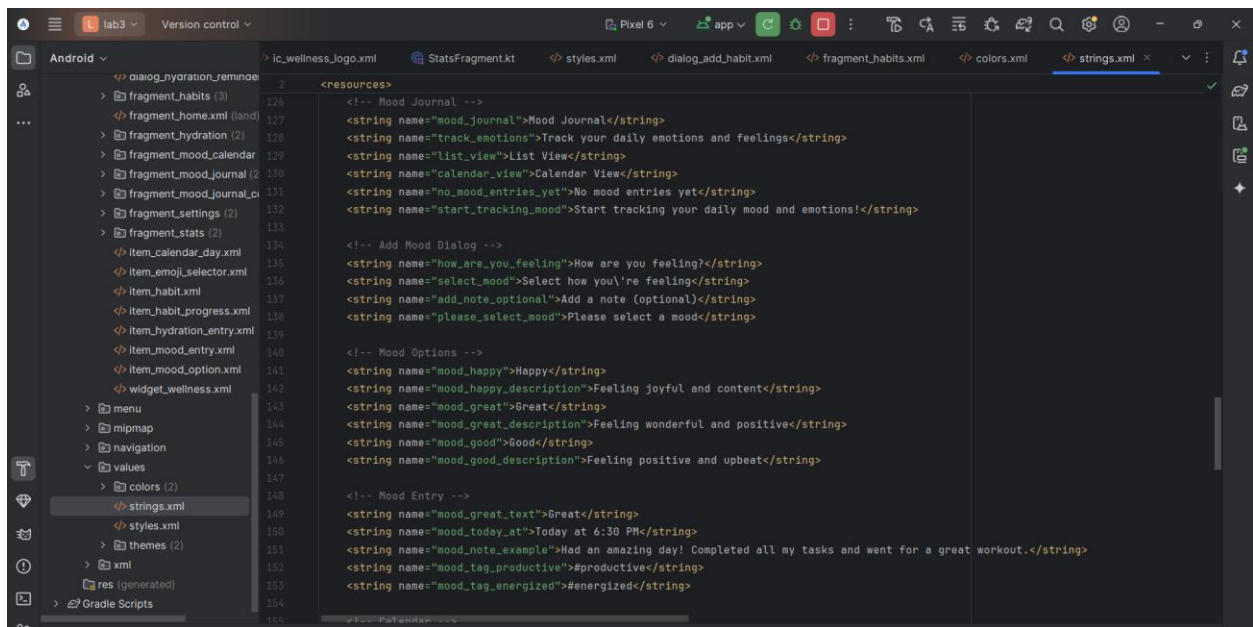 lab3 Version control Pixel 6 app
Android
ic_wellness_logo.xml StatsFragment.kt styles.xml dialog_add_habit.xml fragment_habits.xml colors.xml strings.xml
dialog_hydration_reminder
fragment_habits (3)
fragment_home.xml (land)
fragment_hydration (2)
fragment_mood_calendar
fragment_mood_journal (2
fragment_mood_journal_c
fragment_settings (2)
fragment_stats (2)
item_calendar_day.xml
item_emoji_selector.xml
item_habit.xml
item_habit_progress.xml
item_hydration_entry.xml
item_mood_entry.xml
item_mood_option.xml
widget_wellness.xml
menu
mipmap
navigation
values
colors (2)
strings.xml
styles.xml
themes (2)
xml
res (generated)
Gradle Scripts
2 <resources>
126 <!-- Mood Journal -->
127 <string name="mood_journal">Mood Journal</string>
128 <string name="track_emotions">Track your daily emotions and feelings</string>
129 <string name="list_view">List View</string>
130 <string name="calendar_view">Calendar View</string>
131 <string name="no_mood_entries_yet">No mood entries yet</string>
132 <string name="start_tracking_mood">Start tracking your daily mood and emotions!</string>
133
134 <!-- Add Mood Dialog -->
135 <string name="how_are_you_feeling">How are you feeling?</string>
136 <string name="select_mood">Select how you\'re feeling</string>
137 <string name="add_note_optional">Add a note (optional)</string>
138 <string name="please_select_mood">Please select a mood</string>
139
140 <!-- Mood Options -->
141 <string name="mood_happy">Happy</string>
142 <string name="mood_happy_description">Feeling joyful and content</string>
143 <string name="mood_great">Great</string>
144 <string name="mood_great_description">Feeling wonderful and positive</string>
145 <string name="mood_good">Good</string>
146 <string name="mood_good_description">Feeling positive and upbeat</string>
147
148 <!-- Mood Entry -->
149 <string name="mood_great_text">Great</string>
150 <string name="mood_today_at">Today at 6:30 PM</string>
151 <string name="mood_note_example">Had an amazing day! Completed all my tasks and went for a great workout.</string>
152 <string name="mood_tag_productive">#productive</string>
153 <string name="mood_tag_energized">#energized</string>
154
155 <!-- Calendar -->